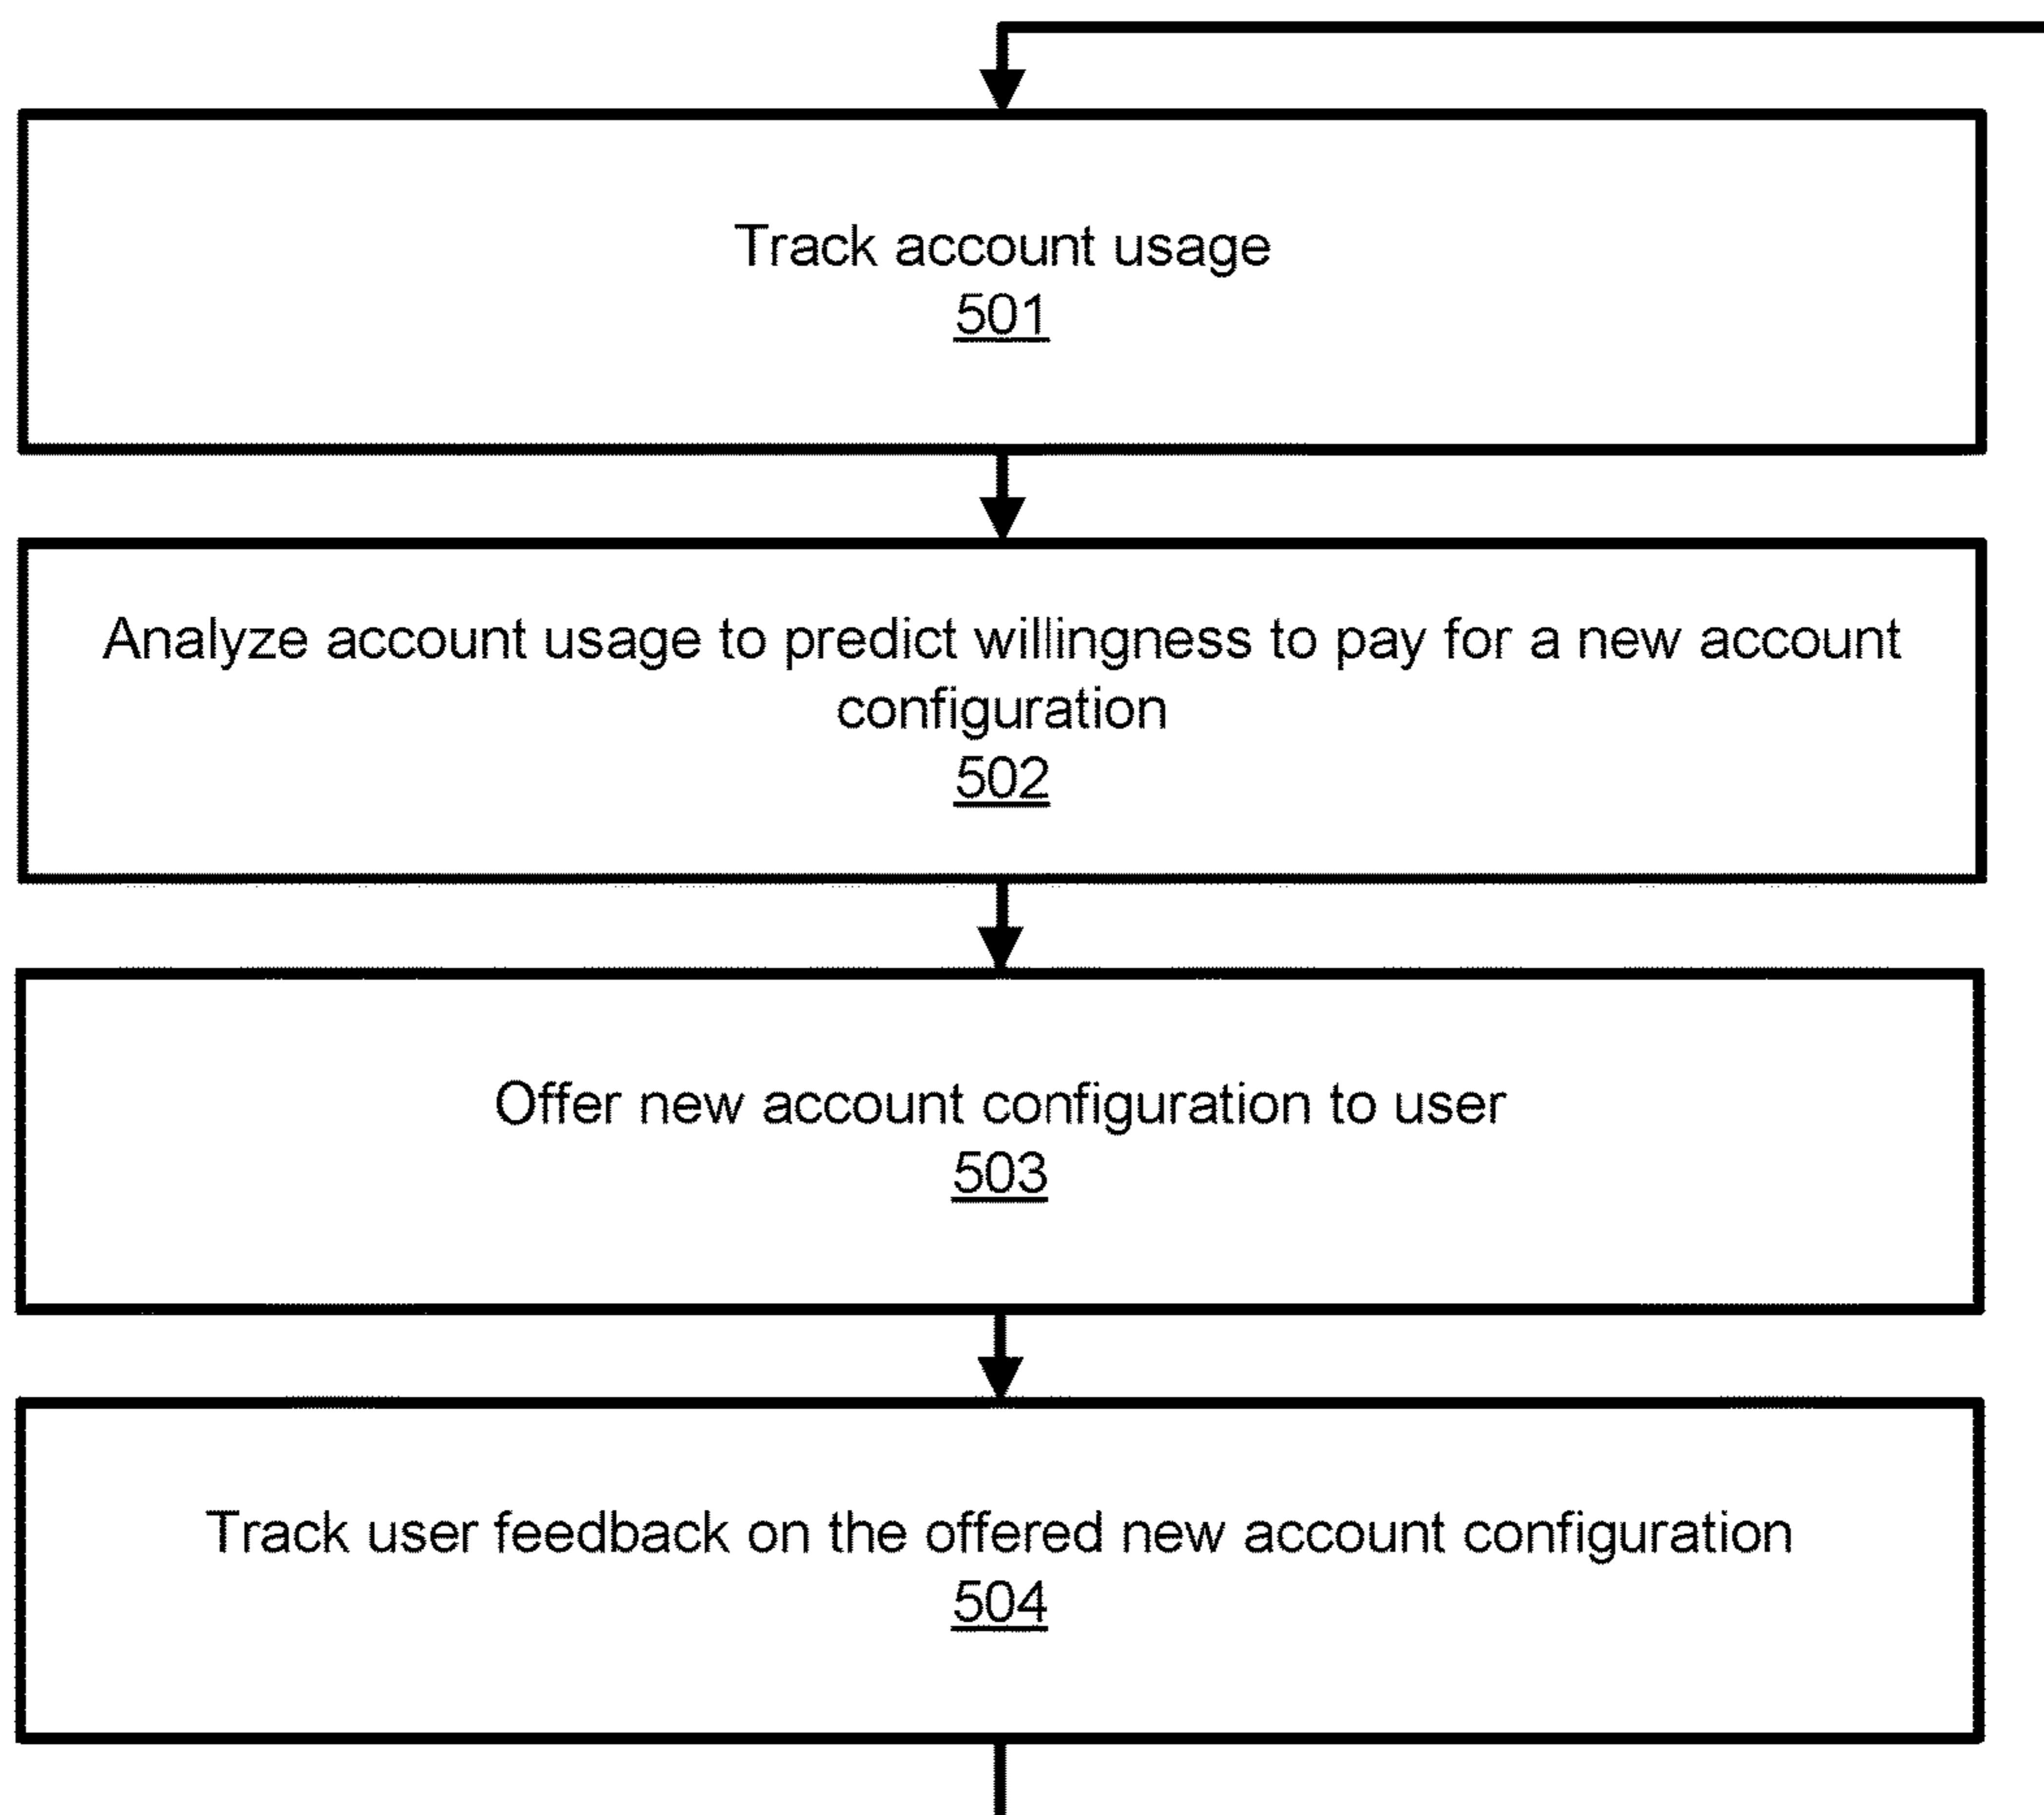 Track account usage
501
Analyze account usage to predict willingness to pay for a new account
configuration
502
Offer new account configuration to user
503
Track user feedback on the offered new account configuration
504